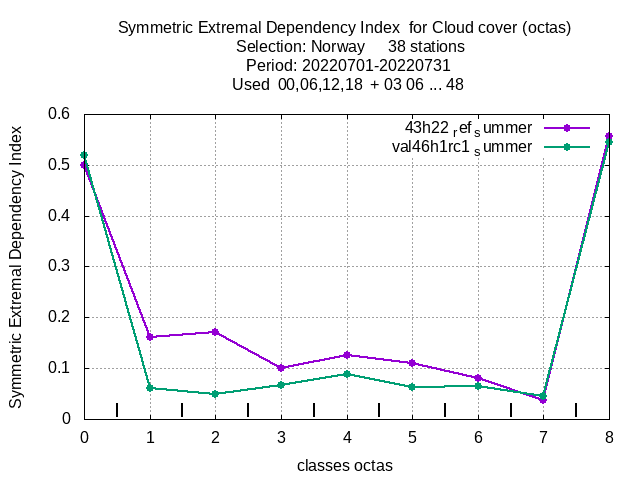 Symmetric Extremal Dependency Index  for Cloud cover (octas)
Selection: Norway     38 stations
Period: 20220701-20220731
Used  00,06,12,18  + 03 06 ... 48
43h22 ref summer
val46h1rc1 summer
Symmetric Extremal Dependency Index
0.6
0.5
0.4
0.3
0.2
0.1
0
0 1 2 3 4 5 6 7 8
classes octas